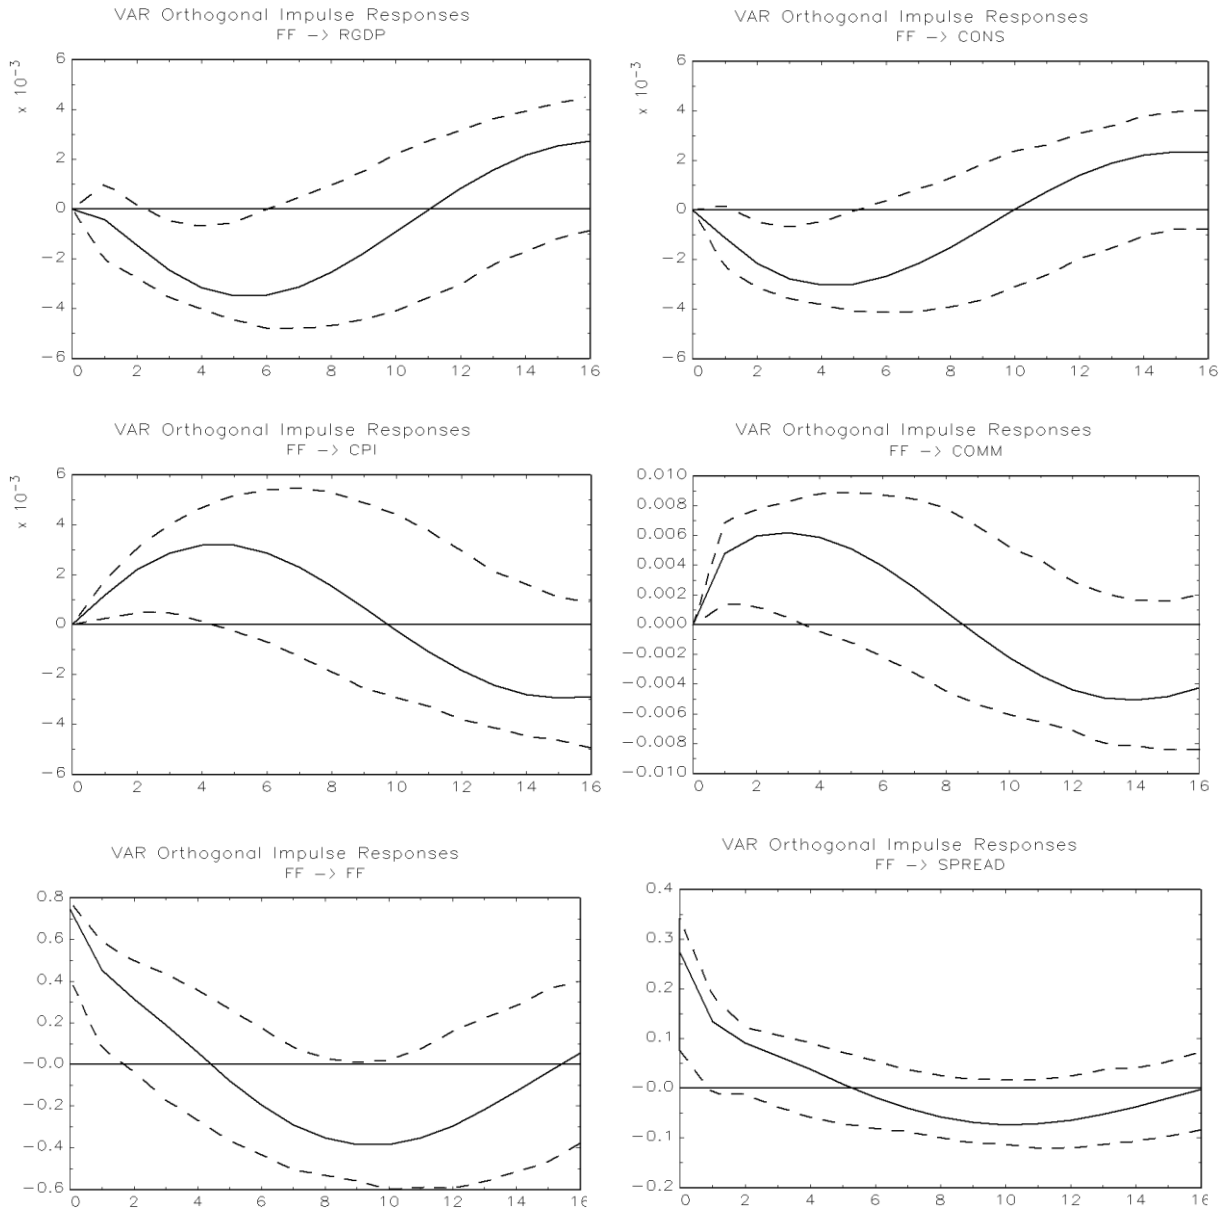 VAR Orthogonal Impulse Responses
FF -> RGDP
x 10^-3
6
4
2
0
-2
-4
-6
0 2 4 6 8 10 12 14 16
VAR Orthogonal Impulse Responses
FF -> CONS
x 10^-3
6
4
2
0
-2
-4
-6
0 2 4 6 8 10 12 14 16
VAR Orthogonal Impulse Responses
FF -> CPI
x 10^-3
6
4
2
0
-2
-4
-6
0 2 4 6 8 10 12 14 16
VAR Orthogonal Impulse Responses
FF -> COMM
0.010
0.008
0.006
0.004
0.002
0.000
-0.002
-0.004
-0.006
-0.008
-0.010
0 2 4 6 8 10 12 14 16
VAR Orthogonal Impulse Responses
FF -> FF
0.8
0.6
0.4
0.2
-0.0
-0.2
-0.4
-0.6
0 2 4 6 8 10 12 14 16
VAR Orthogonal Impulse Responses
FF -> SPREAD
0.4
0.3
0.2
0.1
-0.0
-0.1
-0.2
0 2 4 6 8 10 12 14 16